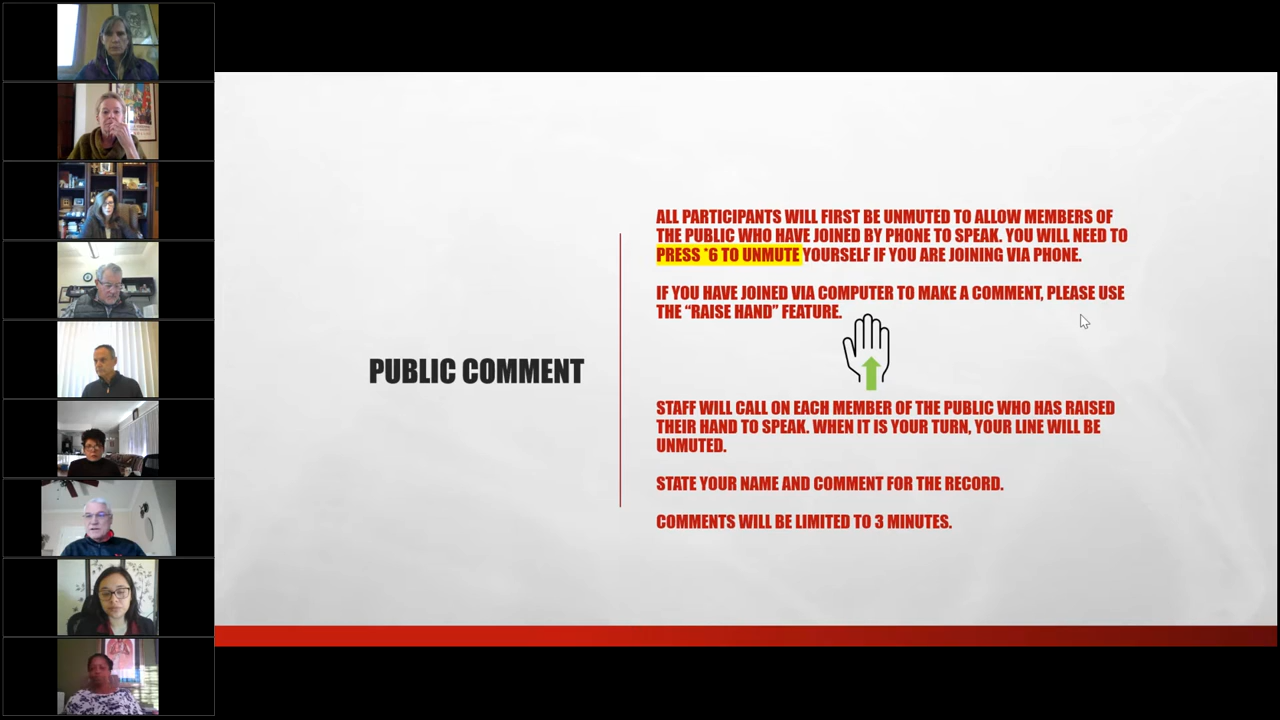 PUBLIC COMMENT
ALL PARTICIPANTS WILL FIRST BE UNMUTED TO ALLOW MEMBERS OF
THE PUBLIC WHO HAVE JOINED BY PHONE TO SPEAK. YOU WILL NEED TO
PRESS *6 TO UNMUTE YOURSELF IF YOU ARE JOINING VIA PHONE.
IF YOU HAVE JOINED VIA COMPUTER TO MAKE A COMMENT, PLEASE USE
THE “RAISE HAND” FEATURE.
STAFF WILL CALL ON EACH MEMBER OF THE PUBLIC WHO HAS RAISED
THEIR HAND TO SPEAK. WHEN IT IS YOUR TURN, YOUR LINE WILL BE
UNMUTED.
STATE YOUR NAME AND COMMENT FOR THE RECORD.
COMMENTS WILL BE LIMITED TO 3 MINUTES.